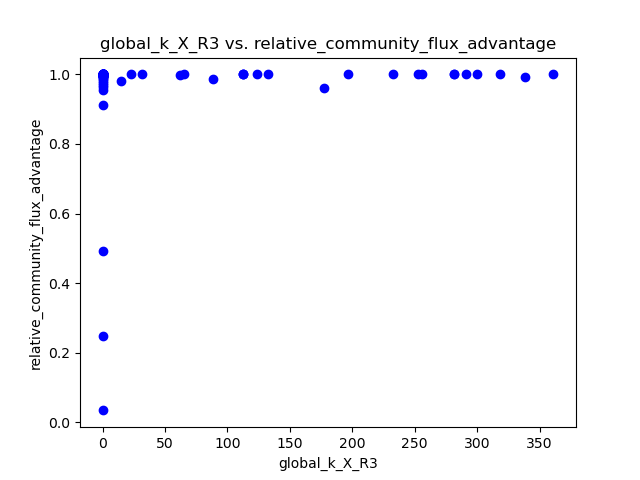 global_k_X_R3 vs. relative_community_flux_advantage
relative_community_flux_advantage
1.0
0.8
0.6
0.4
0.2
0.0
0 50 100 150 200 250 300 350
global_k_X_R3